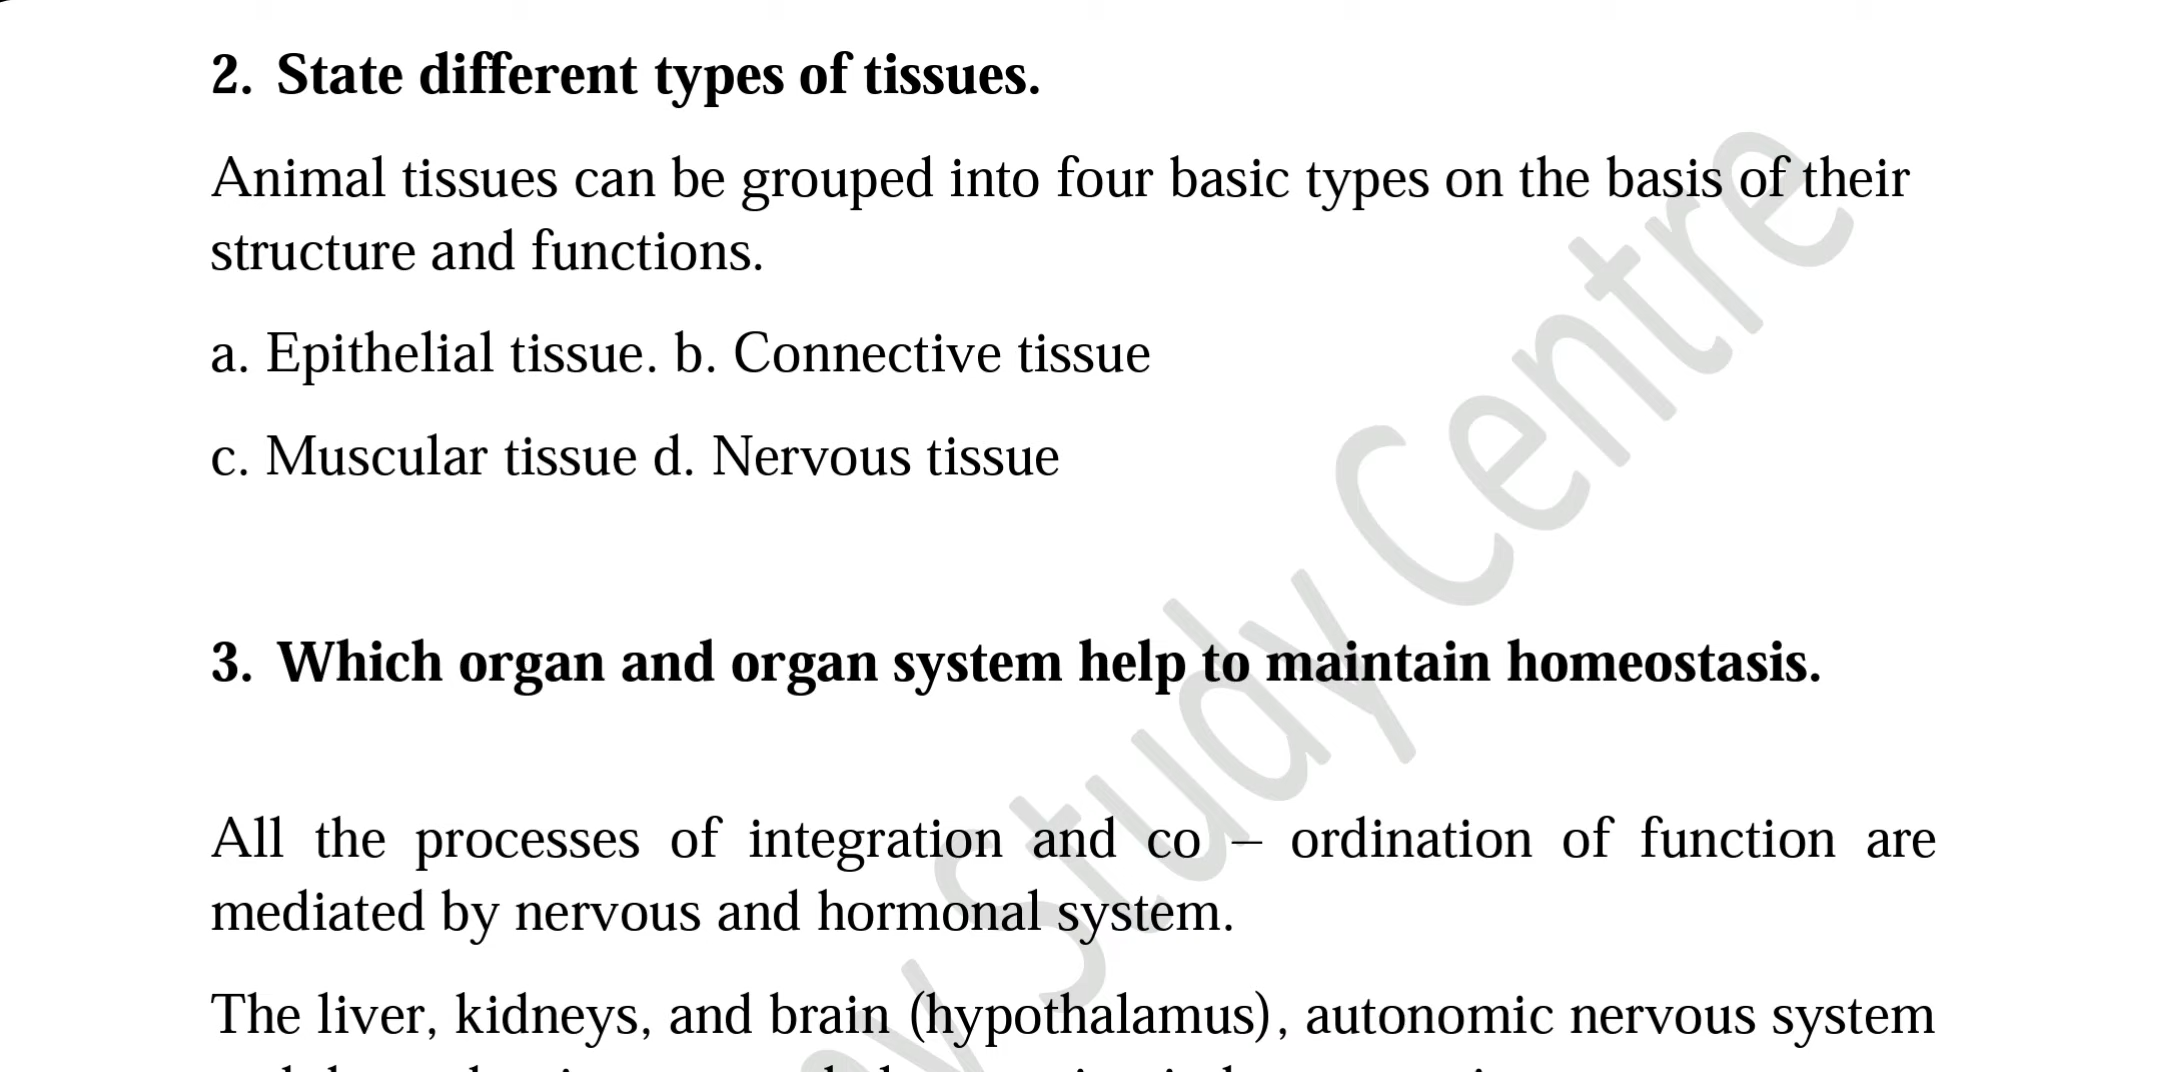 2. State different types of tissues.
Animal tissues can be grouped into four basic types on the basis of their
structure and functions.
a. Epithelial tissue. b. Connective tissue
c. Muscular tissue d. Nervous tissue
3. Which organ and organ system help to maintain homeostasis.
All the processes of integration and co – ordination of function are
mediated by nervous and hormonal system.
The liver, kidneys, and brain (hypothalamus), autonomic nervous system
Study Centre